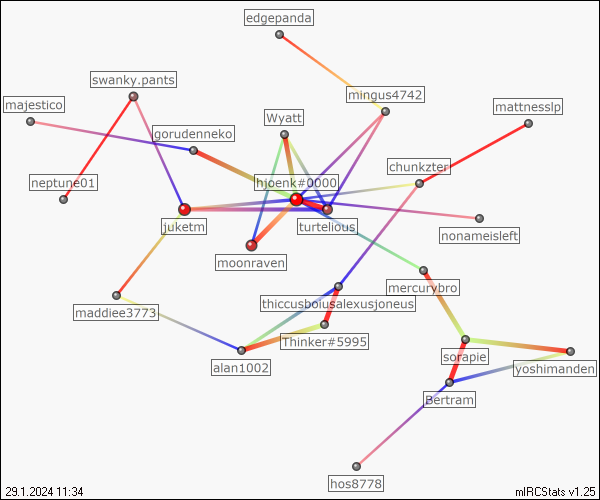 edgepanda
swanky.pants
mingus4742
majestico
mattnesslp
Wyatt
gorudenneko
chunkzter
neptune01
hjoenk#0000
juketm
turtelious
nonameisleft
moonraven
mercurybro
thiccusboiusalexusjoneus
maddiee3773
Thinker#5995
alan1002
sorapie
yoshimanden
Bertram
hos8778
29.1.2024 11:34
mIRCStats v1.25